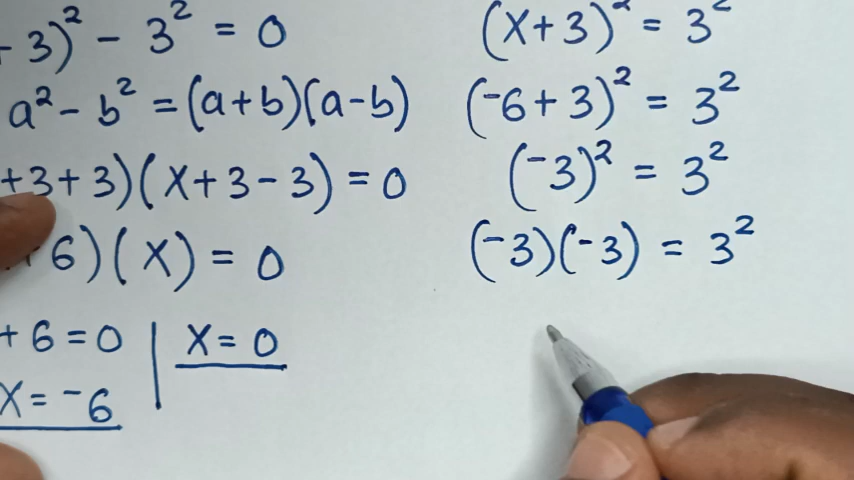 + 3)² - 3² = 0
a² - b² = (a+b)(a-b)
+3+3)(x+3-3) = 0
+6)(x) = 0
+6=0 | x=0
x=-6
(x+3)² = 3²
(-6+3)² = 3²
(-3)² = 3²
(-3)(-3) = 3²